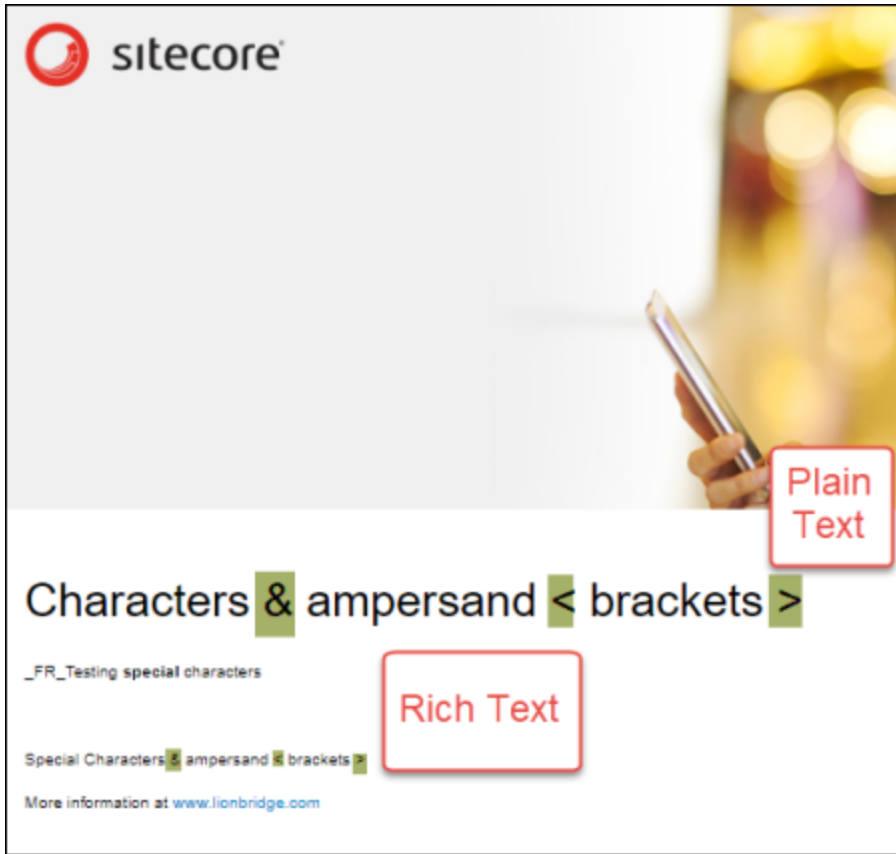 sitecore
Plain
Text
Characters & ampersand < brackets >
_FR_Testing special characters
Rich Text
Special Characters & ampersand < brackets >
More information at www.lionbridge.com